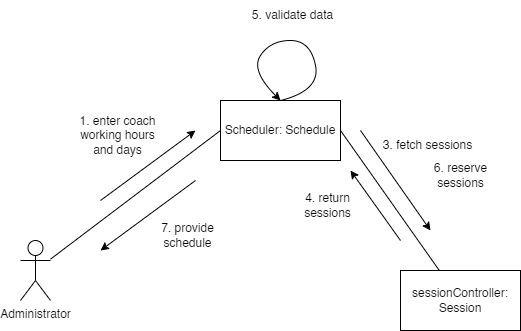 5. validate data
1. enter coach
working hours
and days
Scheduler: Schedule
3. fetch sessions
6. reserve
sessions
4. return
sessions
7. provide
schedule
Administrator
sessionController:
Session